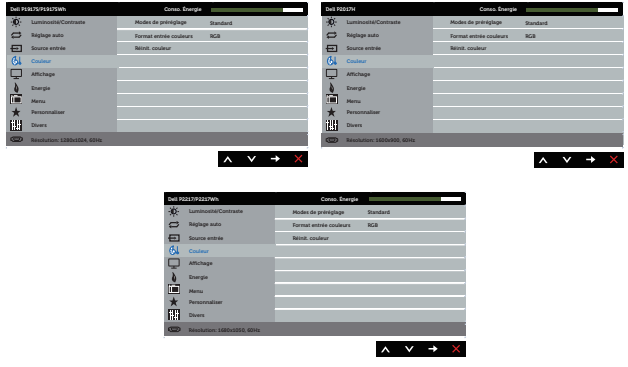 Dell P1917S/P1917SWh Conso. Énergie
Luminosité/Contraste Modes de préréglage Standard
Réglage auto Format entrée couleurs RGB
Source entrée Réinit. couleur
Couleur
Affichage
Energie
Menu
Personnaliser
Divers
Résolution: 1280x1024, 60Hz
Dell P2017H Conso. Énergie
Luminosité/Contraste Modes de préréglage Standard
Réglage auto Format entrée couleurs RGB
Source entrée Réinit. couleur
Couleur
Affichage
Energie
Menu
Personnaliser
Divers
Résolution: 1600x900, 60Hz
Dell P2217/P2217Wh Conso. Énergie
Luminosité/Contraste Modes de préréglage Standard
Réglage auto Format entrée couleurs RGB
Source entrée Réinit. couleur
Couleur
Affichage
Energie
Menu
Personnaliser
Divers
Résolution: 1680x1050, 60Hz